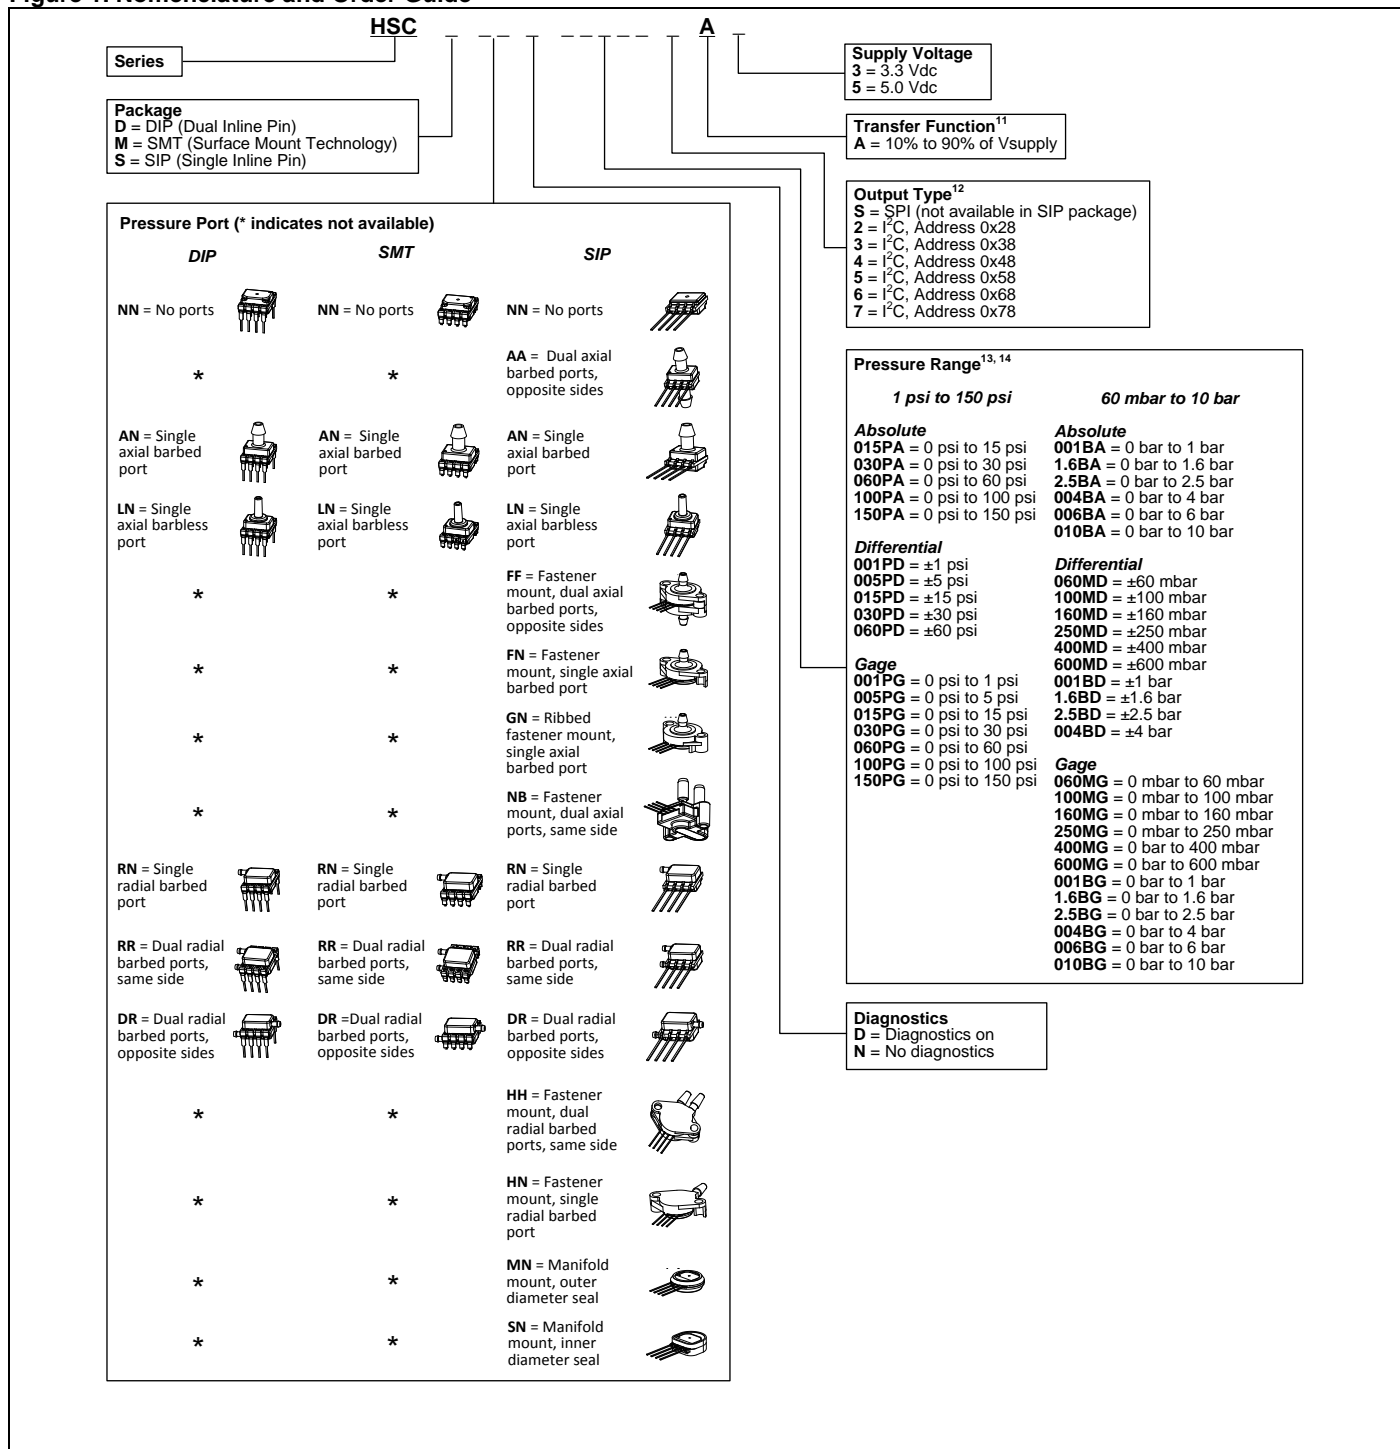 Figure 1. Nomenclature and Order Guide
HSC _ _ _ _ _ _ _ _ _ _ A _
Series
Package
D = DIP (Dual Inline Pin)
M = SMT (Surface Mount Technology)
S = SIP (Single Inline Pin)
Pressure Port (* indicates not available)
DIP SMT SIP
NN = No ports
NN = No ports
NN = No ports
*
*
AA = Dual axial
barbed ports,
opposite sides
AN = Single
axial barbed
port
AN = Single
axial barbed
port
AN = Single
axial barbed
port
LN = Single
axial barbless
port
LN = Single
axial barbless
port
LN = Single
axial barbless
port
*
*
FF = Fastener
mount, dual axial
barbed ports,
opposite sides
*
*
FN = Fastener
mount, single axial
barbed port
*
*
GN = Ribbed
fastener mount,
single axial
barbed port
*
*
NB = Fastener
mount, dual axial
ports, same side
RN = Single
radial barbed
port
RN = Single
radial barbed
port
RN = Single
radial barbed
port
RR = Dual radial
barbed ports,
same side
RR = Dual radial
barbed ports,
same side
RR = Dual radial
barbed ports,
same side
DR = Dual radial
barbed ports,
opposite sides
DR =Dual radial
barbed ports,
opposite sides
DR = Dual radial
barbed ports,
opposite sides
*
*
HH = Fastener
mount, dual
radial barbed
ports, same side
*
*
HN = Fastener
mount, single
radial barbed
port
*
*
MN = Manifold
mount, outer
diameter seal
*
*
SN = Manifold
mount, inner
diameter seal
Supply Voltage
3 = 3.3 Vdc
5 = 5.0 Vdc
Transfer Function¹¹
A = 10% to 90% of Vsupply
Output Type¹²
S = SPI (not available in SIP package)
2 = I²C, Address 0x28
3 = I²C, Address 0x38
4 = I²C, Address 0x48
5 = I²C, Address 0x58
6 = I²C, Address 0x68
7 = I²C, Address 0x78
Pressure Range¹³, ¹⁴
1 psi to 150 psi
Absolute
015PA = 0 psi to 15 psi
030PA = 0 psi to 30 psi
060PA = 0 psi to 60 psi
100PA = 0 psi to 100 psi
150PA = 0 psi to 150 psi
Differential
001PD = ±1 psi
005PD = ±5 psi
015PD = ±15 psi
030PD = ±30 psi
060PD = ±60 psi
Gage
001PG = 0 psi to 1 psi
005PG = 0 psi to 5 psi
015PG = 0 psi to 15 psi
030PG = 0 psi to 30 psi
060PG = 0 psi to 60 psi
100PG = 0 psi to 100 psi
150PG = 0 psi to 150 psi
60 mbar to 10 bar
Absolute
001BA = 0 bar to 1 bar
1.6BA = 0 bar to 1.6 bar
2.5BA = 0 bar to 2.5 bar
004BA = 0 bar to 4 bar
006BA = 0 bar to 6 bar
010BA = 0 bar to 10 bar
Differential
060MD = ±60 mbar
100MD = ±100 mbar
160MD = ±160 mbar
250MD = ±250 mbar
400MD = ±400 mbar
600MD = ±600 mbar
001BD = ±1 bar
1.6BD = ±1.6 bar
2.5BD = ±2.5 bar
004BD = ±4 bar
Gage
060MG = 0 mbar to 60 mbar
100MG = 0 mbar to 100 mbar
160MG = 0 mbar to 160 mbar
250MG = 0 mbar to 250 mbar
400MG = 0 bar to 400 mbar
600MG = 0 bar to 600 mbar
001BG = 0 bar to 1 bar
1.6BG = 0 bar to 1.6 bar
2.5BG = 0 bar to 2.5 bar
004BG = 0 bar to 4 bar
006BG = 0 bar to 6 bar
010BG = 0 bar to 10 bar
Diagnostics
D = Diagnostics on
N = No diagnostics